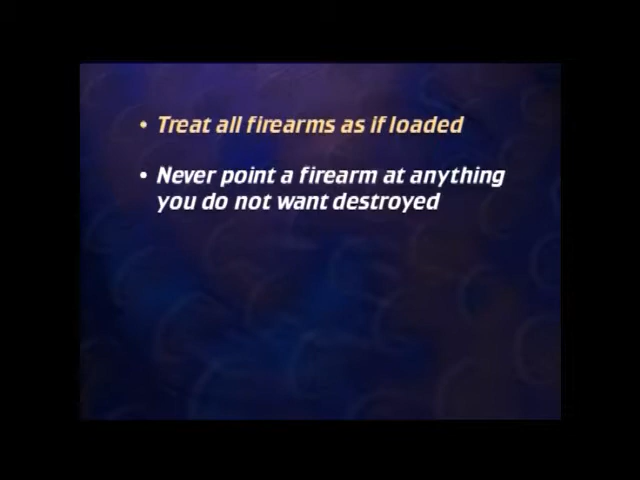 • Treat all firearms as if loaded
• Never point a firearm at anything
you do not want destroyed